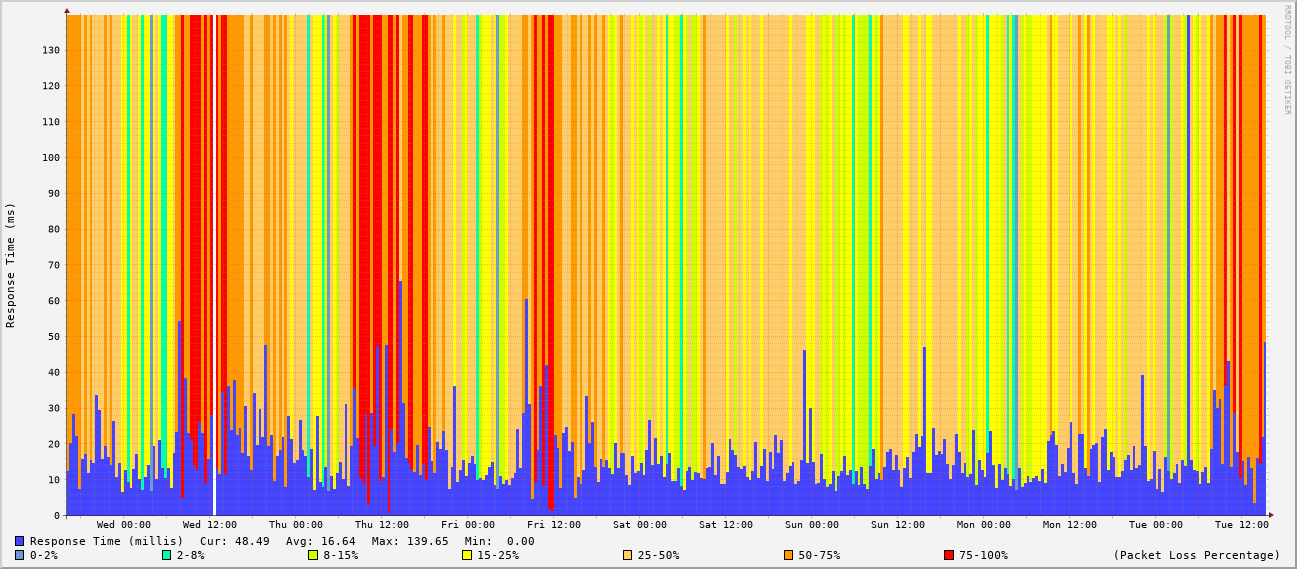 RRDTOOL / TOBI OETIKER
Response Time (ms)
130
120
110
100
90
80
70
60
50
40
30
20
10
0
Wed 00:00 Wed 12:00 Thu 00:00 Thu 12:00 Fri 00:00 Fri 12:00 Sat 00:00 Sat 12:00 Sun 00:00 Sun 12:00 Mon 00:00 Mon 12:00 Tue 00:00 Tue 12:00
Response Time (millis) Cur: 48.49 Avg: 16.64 Max: 139.65 Min: 0.00
0-2% 2-8% 8-15% 15-25% 25-50% 50-75% 75-100% (Packet Loss Percentage)